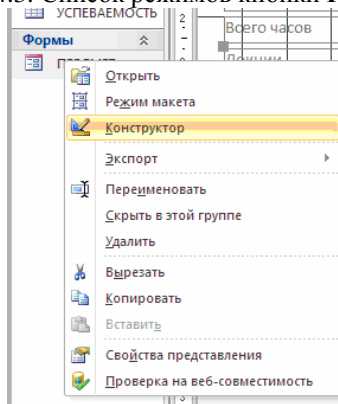 Список режимов кнопки
УСПЕВАЕМОСТЬ
2
Всего часов
Формы
Открыть
Режим макета
Конструктор
Экспорт
Переименовать
Скрыть в этой группе
Удалить
Вырезать
Копировать
Вставить
Свойства представления
Проверка на веб-совместимость
3